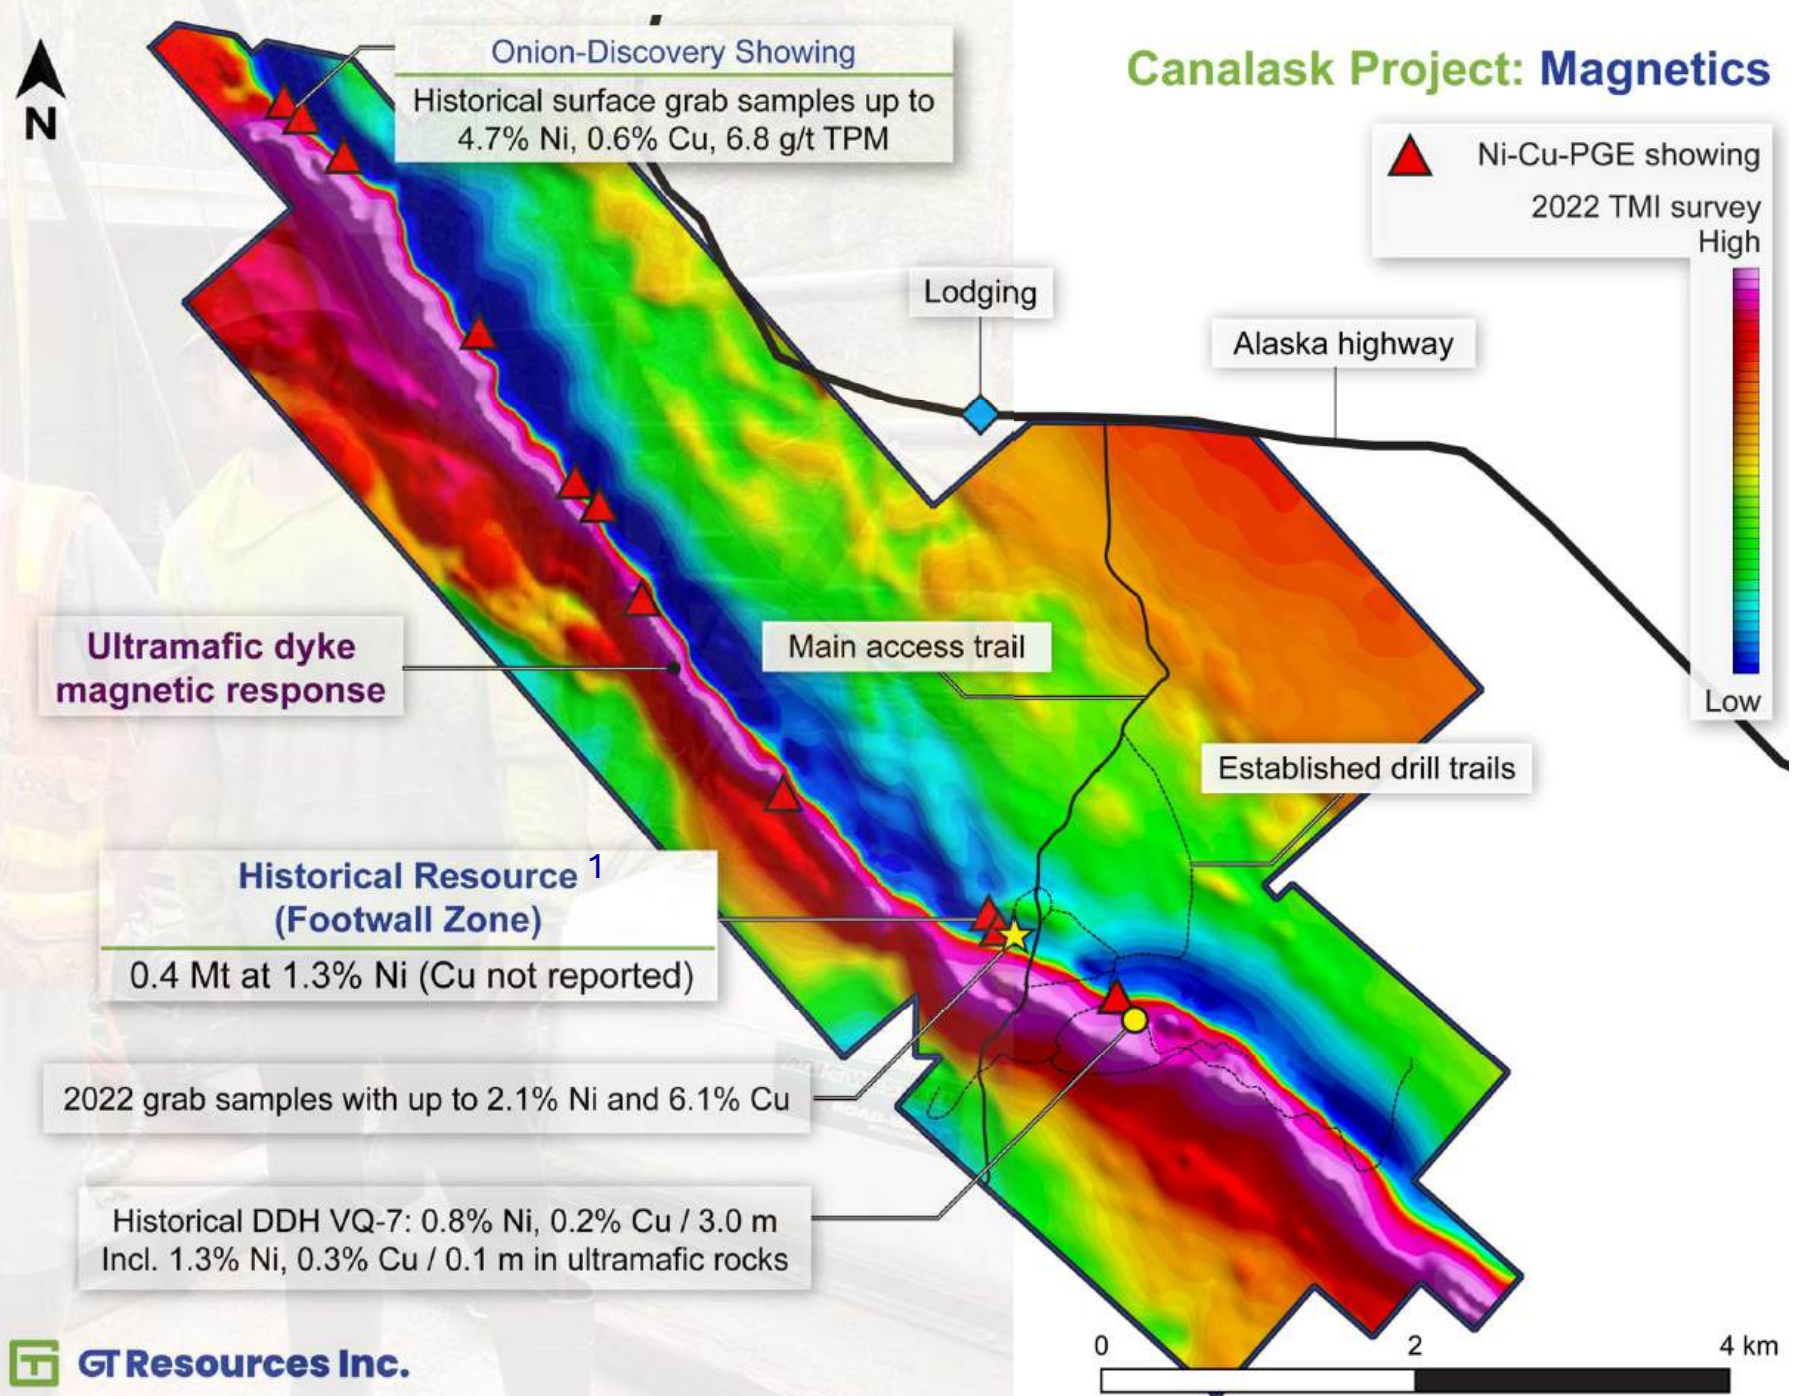 Onion-Discovery Showing
Historical surface grab samples up to
4.7% Ni, 0.6% Cu, 6.8 g/t TPM
Canalask Project: Magnetics
N
Ni-Cu-PGE showing
2022 TMI survey
High
Low
Lodging
Alaska highway
Main access trail
Ultramafic dyke
magnetic response
Established drill trails
Historical Resource 1
(Footwall Zone)
0.4 Mt at 1.3% Ni (Cu not reported)
2022 grab samples with up to 2.1% Ni and 6.1% Cu
Historical DDH VQ-7: 0.8% Ni, 0.2% Cu / 3.0 m
Incl. 1.3% Ni, 0.3% Cu / 0.1 m in ultramafic rocks
0 2 4 km
GT Resources Inc.